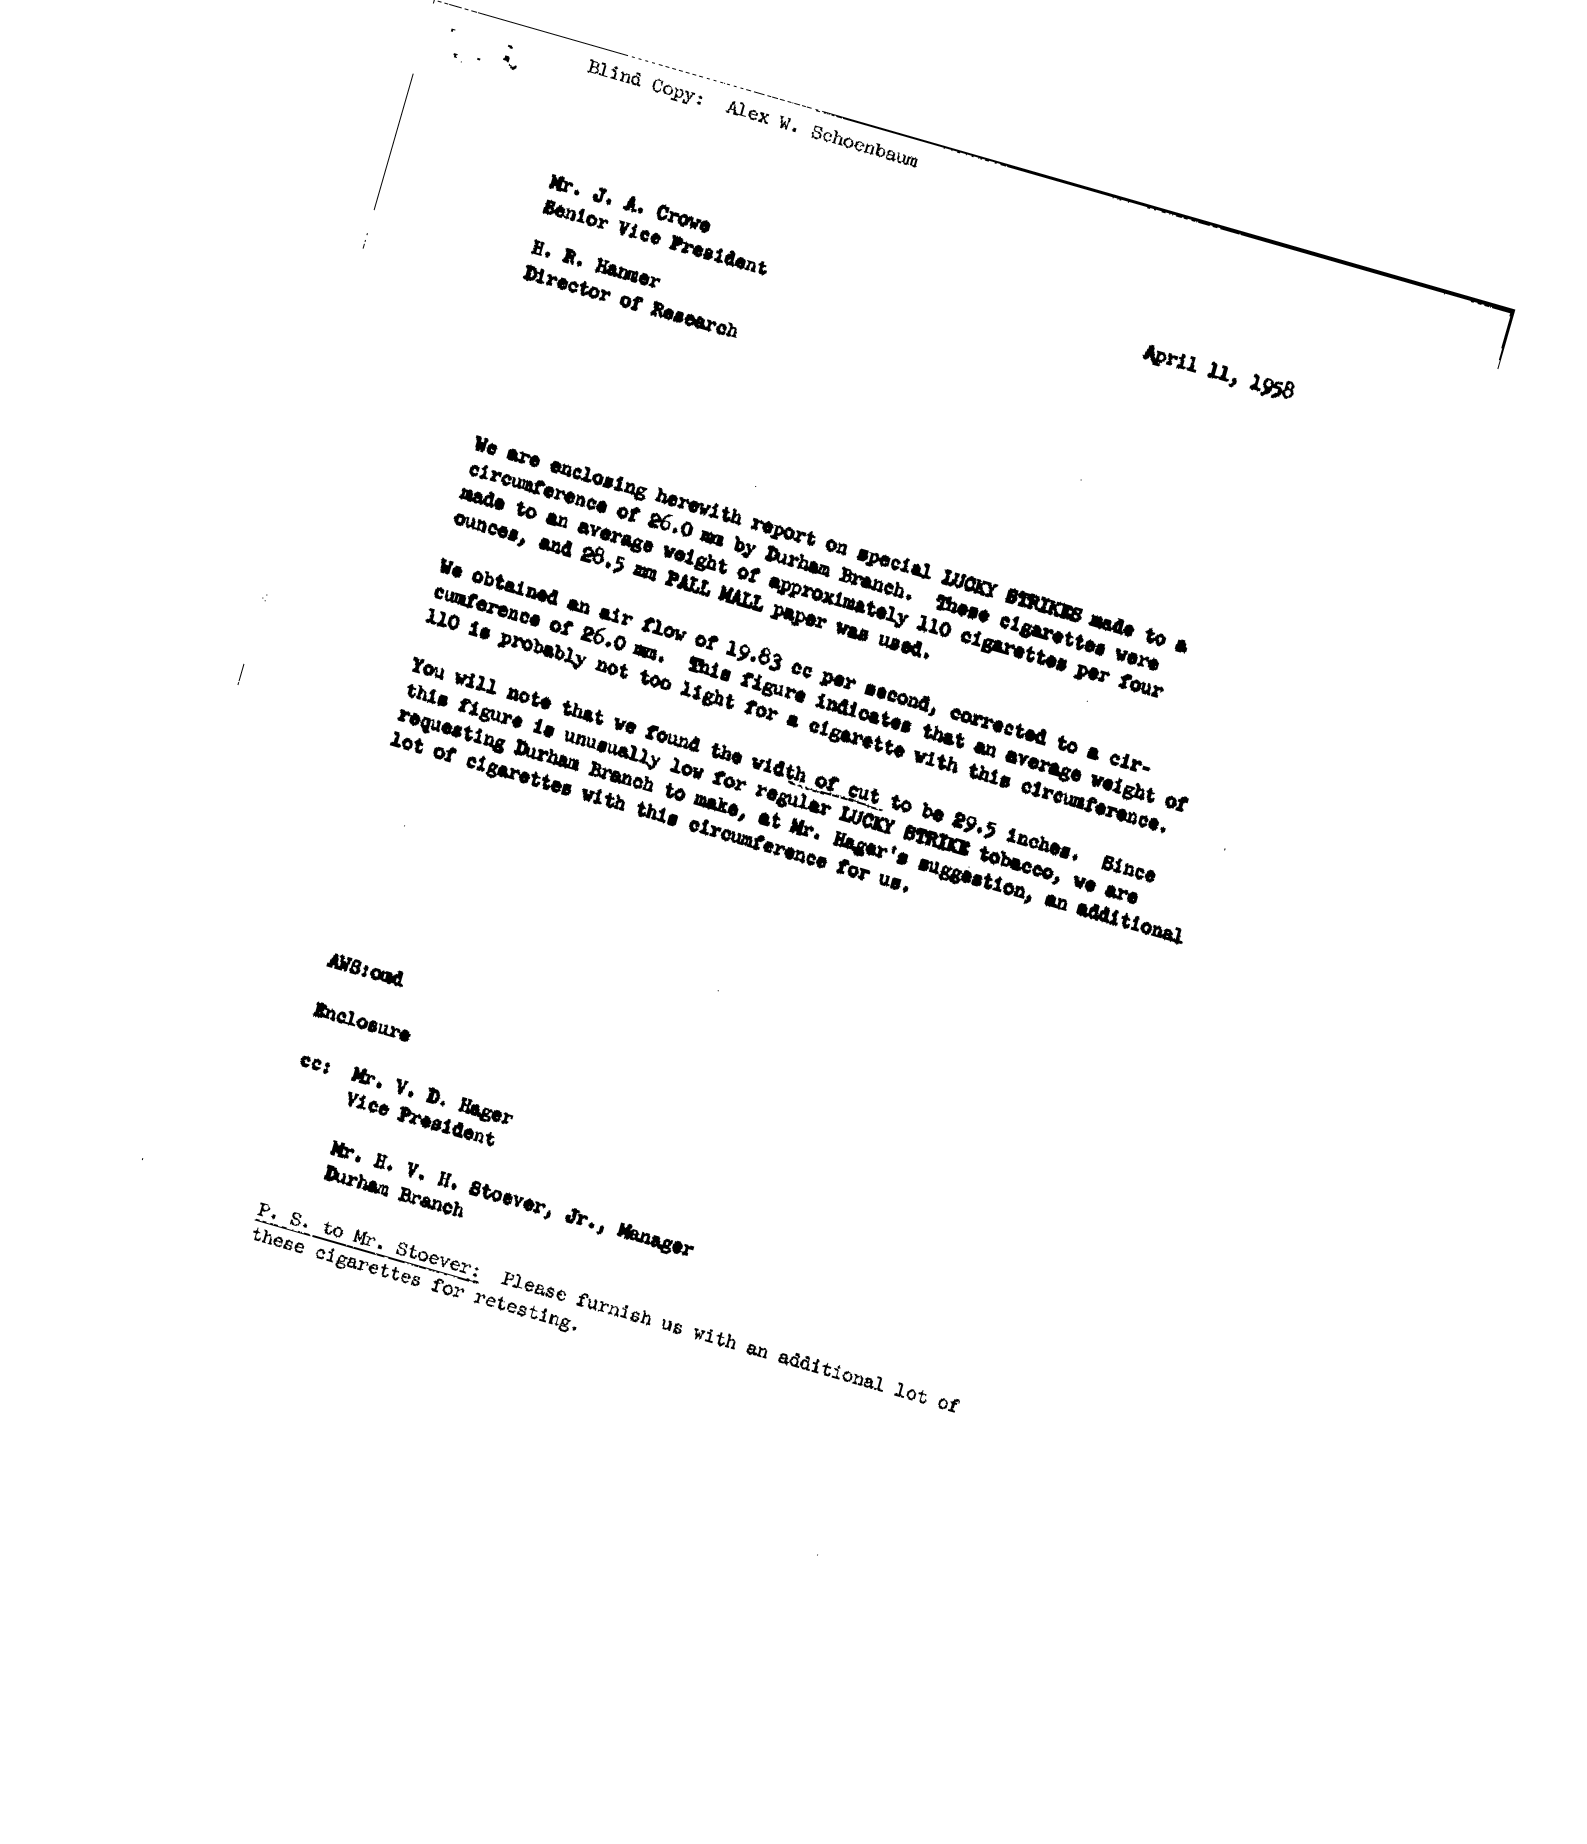 Blind Copy: Alex W. Schoenbaum
Mr. J. A. Crowe
Senior Vice President
H. R. Hanmer
Director of Research
April 11, 1958
We are enclosing herewith report on special LUCKY STRIKES made to a
circumference of 26.0 mm by Durham Branch. These cigarettes were
made to an average weight of approximately 110 cigarettes per four
ounces, and 28.5 mm PALL MALL paper was used.
We obtained an air flow of 19.83 cc per second, corrected to a cir-
cumference of 26.0 mm. This figure indicates that an average weight of
110 is probably not too light for a cigarette with this circumference.
You will note that we found the width of cut to be 29.5 inches. Since
this figure is unusually low for regular LUCKY STRIKE tobacco, we are
requesting Durham Branch to make, at Mr. Hager's suggestion, an additional
lot of cigarettes with this circumference for us.
AWS:omd
Enclosure
cc: Mr. V. D. Hager
Vice President
Mr. H. V. H. Stoever, Jr., Manager
Durham Branch
P. S. to Mr. Stoever: Please furnish us with an additional lot of
these cigarettes for retesting.